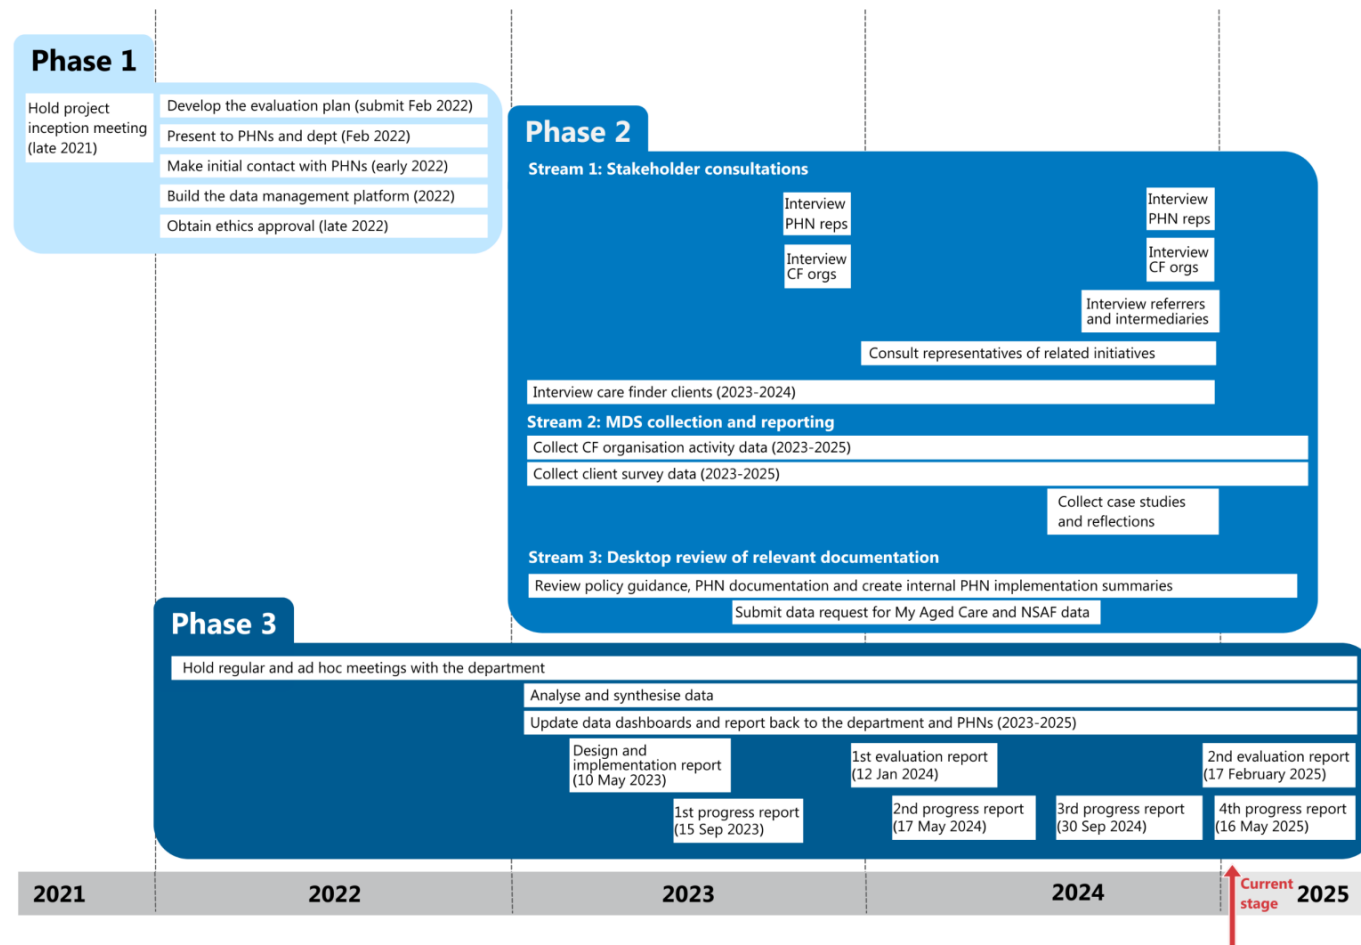 Phase 1
Hold project
inception meeting
(late 2021)
Develop the evaluation plan (submit Feb 2022)
Present to PHNs and dept (Feb 2022)
Make initial contact with PHNs (early 2022)
Build the data management platform (2022)
Obtain ethics approval (late 2022)
Phase 2
Stream 1: Stakeholder consultations
Interview
PHN reps
Interview
PHN reps
Interview
CF orgs
Interview
CF orgs
Interview referrers
and intermediaries
Consult representatives of related initiatives
Interview care finder clients (2023-2024)
Stream 2: MDS collection and reporting
Collect CF organisation activity data (2023-2025)
Collect client survey data (2023-2025)
Collect case studies
and reflections
Stream 3: Desktop review of relevant documentation
Review policy guidance, PHN documentation and create internal PHN implementation summaries
Submit data request for My Aged Care and NSAF data
Phase 3
Hold regular and ad hoc meetings with the department
Analyse and synthesise data
Update data dashboards and report back to the department and PHNs (2023-2025)
Design and
implementation report
(10 May 2023)
1st evaluation report
(12 Jan 2024)
2nd evaluation report
(17 February 2025)
1st progress report
(15 Sep 2023)
2nd progress report
(17 May 2024)
3rd progress report
(30 Sep 2024)
4th progress report
(16 May 2025)
2021
2022
2023
2024
Current
stage
2025